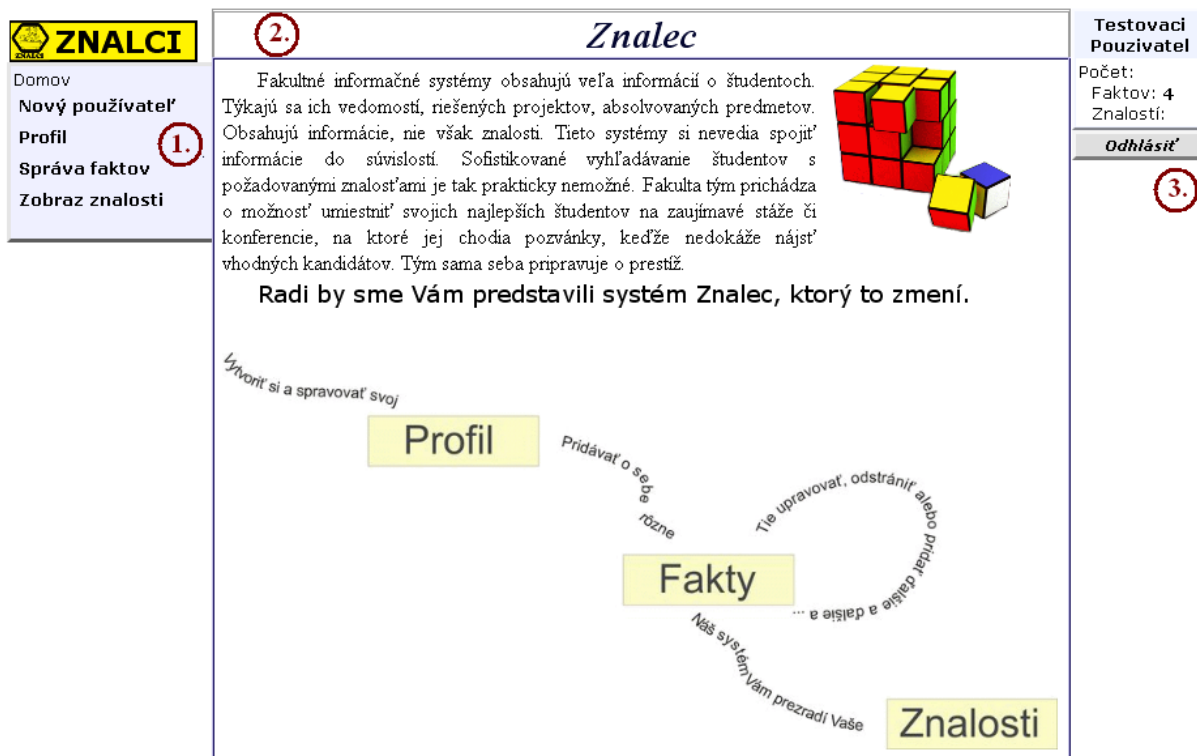 ZNALCI
Domov
Nový používateľ
Profil
Správa faktov
Zobraz znalosti
1.
2.
Znalec
Fakultné informačné systémy obsahujú veľa informácií o študentoch.
Týkajú sa ich vedomostí, riešených projektov, absolvovaných predmetov.
Obsahujú informácie, nie však znalosti. Tieto systémy si nevedia spojiť
informácie do súvislostí. Sofistikované vyhľadávanie študentov s
požadovanými znalosťami je tak prakticky nemožné. Fakulta tým prichádza
o možnosť umiestniť svojich najlepších študentov na zaujímavé stáže či
konferencie, na ktoré jej chodia pozvánky, keďže nedokáže nájsť
vhodných kandidátov. Tým sama seba pripravuje o prestíž.
Radi by sme Vám predstavili systém Znalec, ktorý to zmení.
Vytvoriť si a spravovať svoj
Profil
Pridávať o sebe rôzne
Fakty
Tie upravovať, odstrániť alebo pridať ďalšie a ďalšie a ...
Náš systém Vám prezradí Vaše
Znalosti
Testovaci
Pouzivatel
Počet:
Faktov: 4
Znalostí:
Odhlásiť
3.